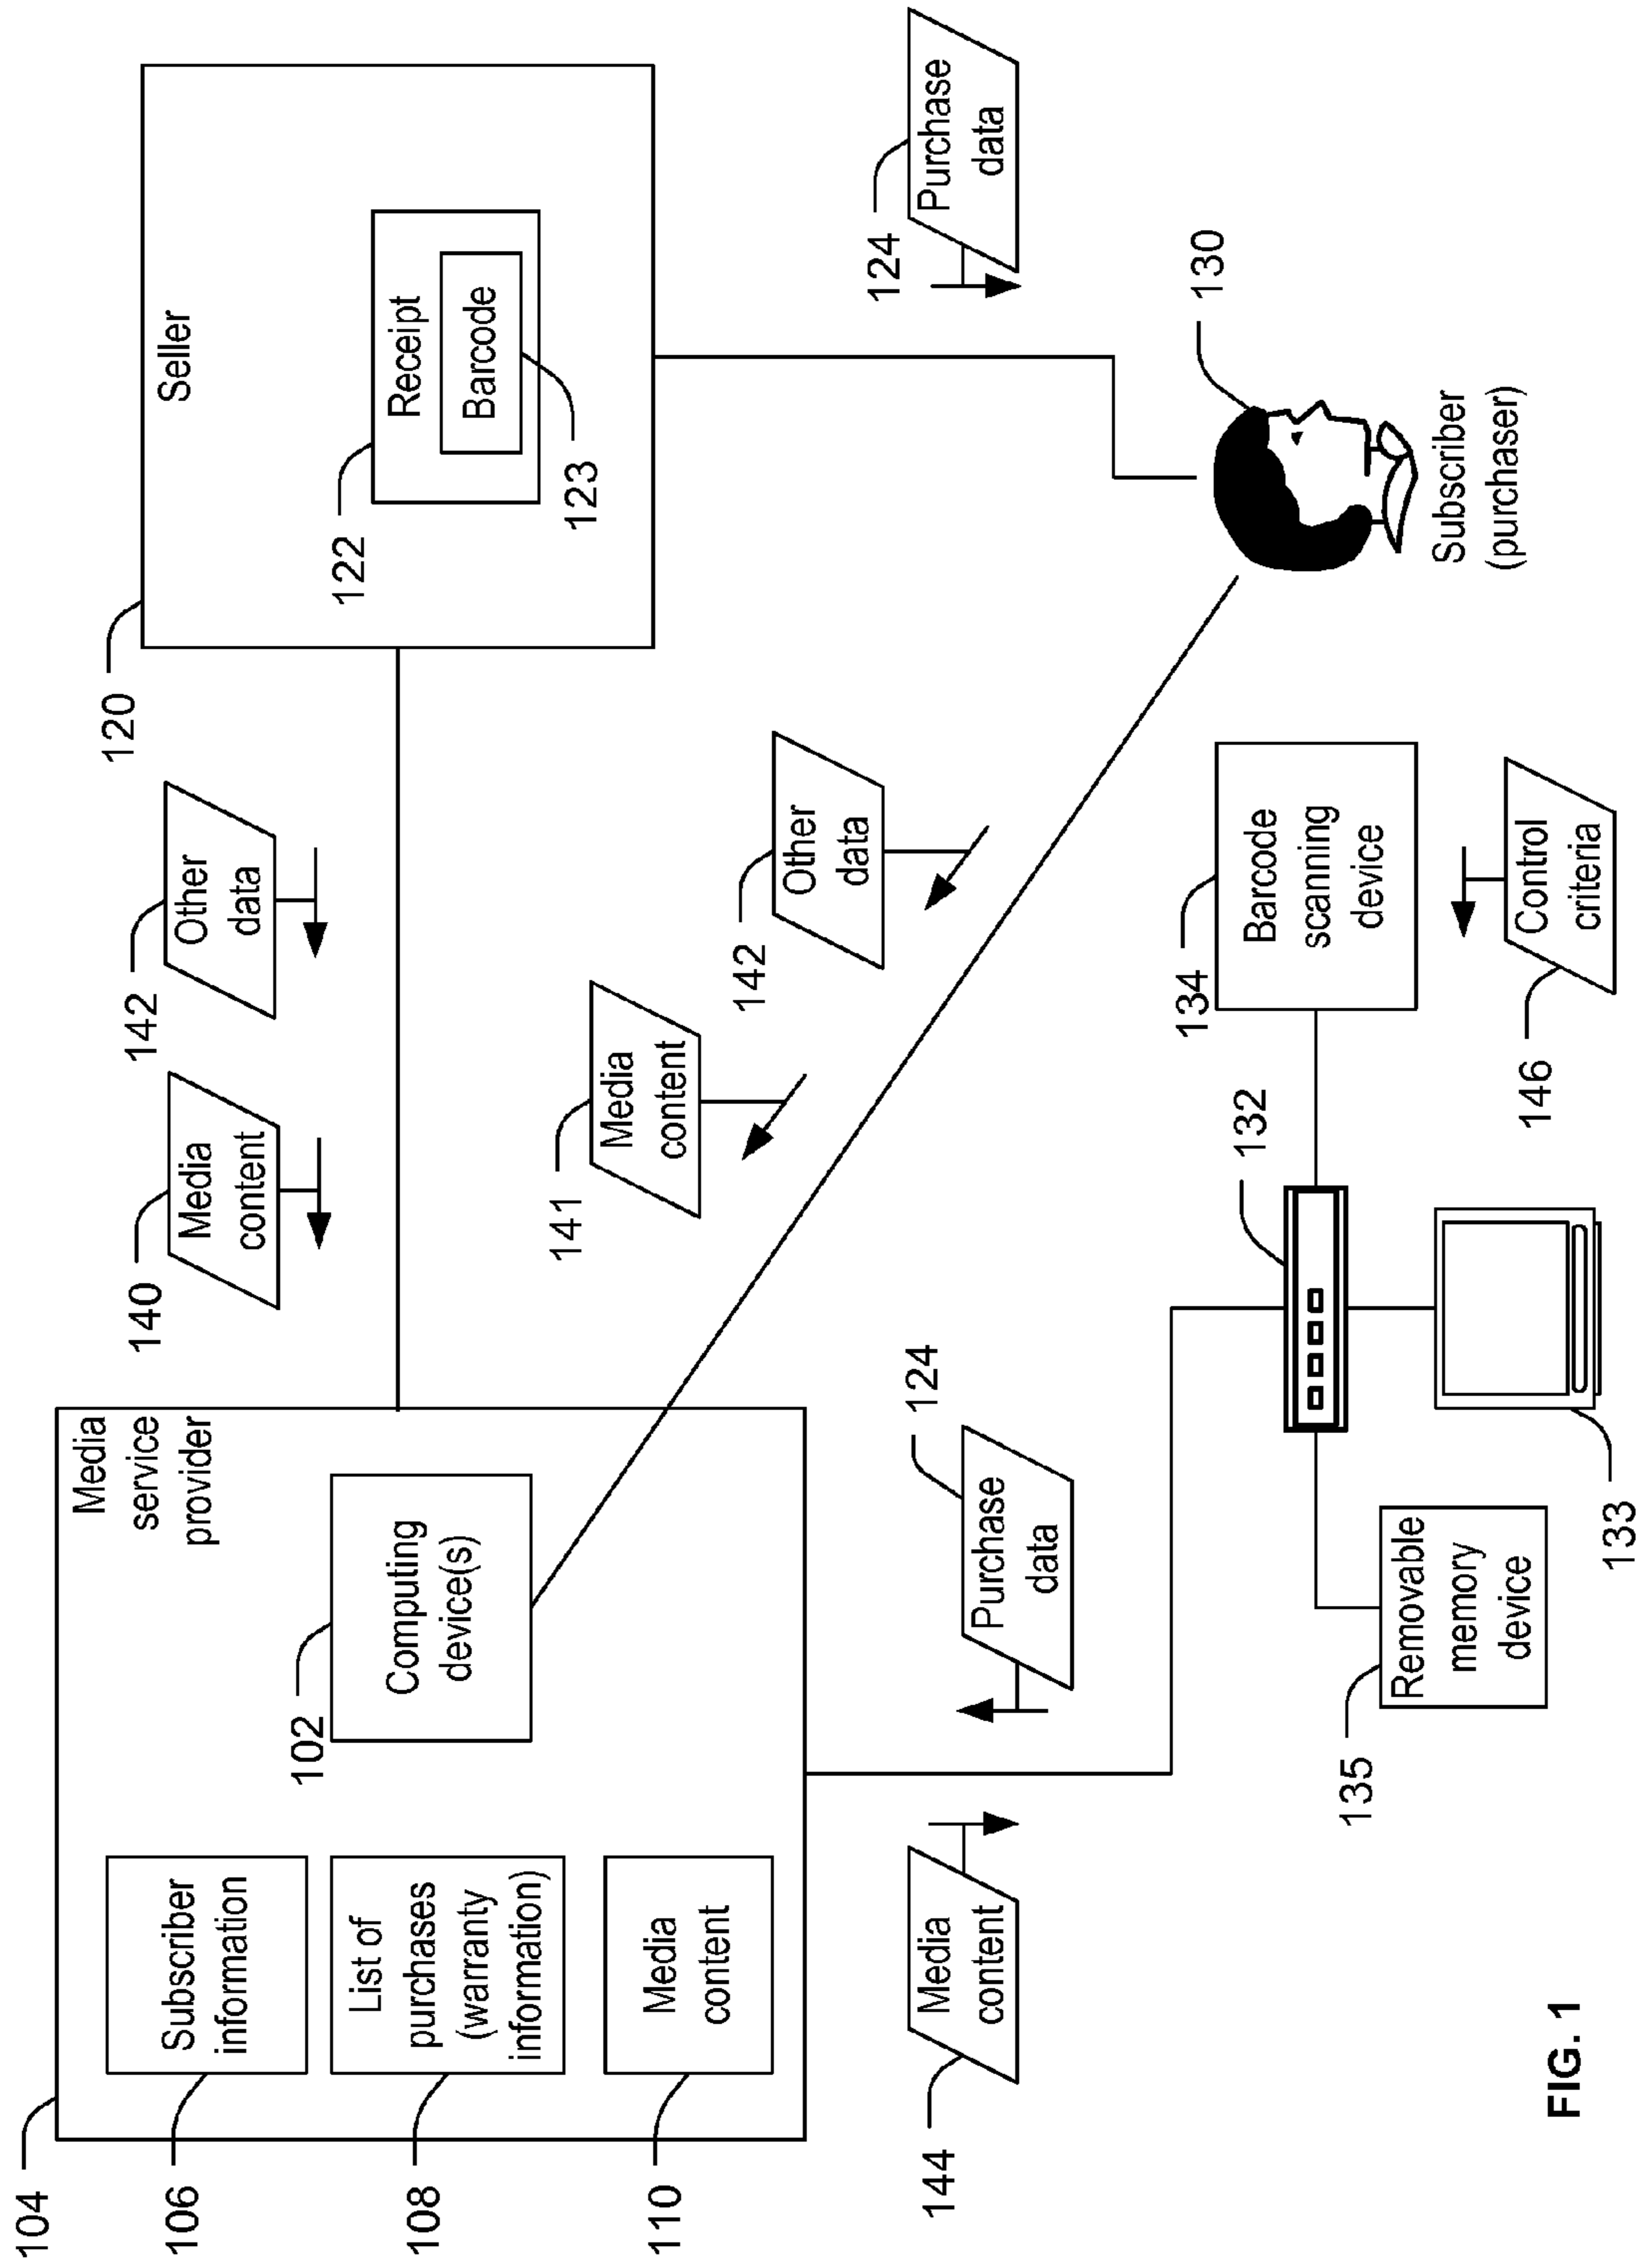 104
106
Subscriber
information
108
List of
purchases
(warranty
information)
110
Media
content
Media
service
provider
102
Computing
device(s)
140
Media
content
142
Other
data
120
Seller
122
Receipt
Barcode
123
141
Media
content
142
Other
data
144
Media
content
124
Purchase
data
124
Purchase
data
130
Subscriber
(purchaser)
132
134
Barcode
scanning
device
135
Removable
memory
device
133
146
Control
criteria
FIG. 1